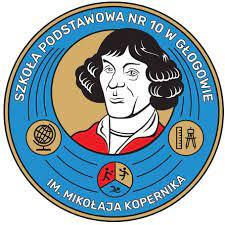 SZKOŁA PODSTAWOWA NR 10 W GŁOGOWIE
IM. MIKOŁAJA KOPERNIKA